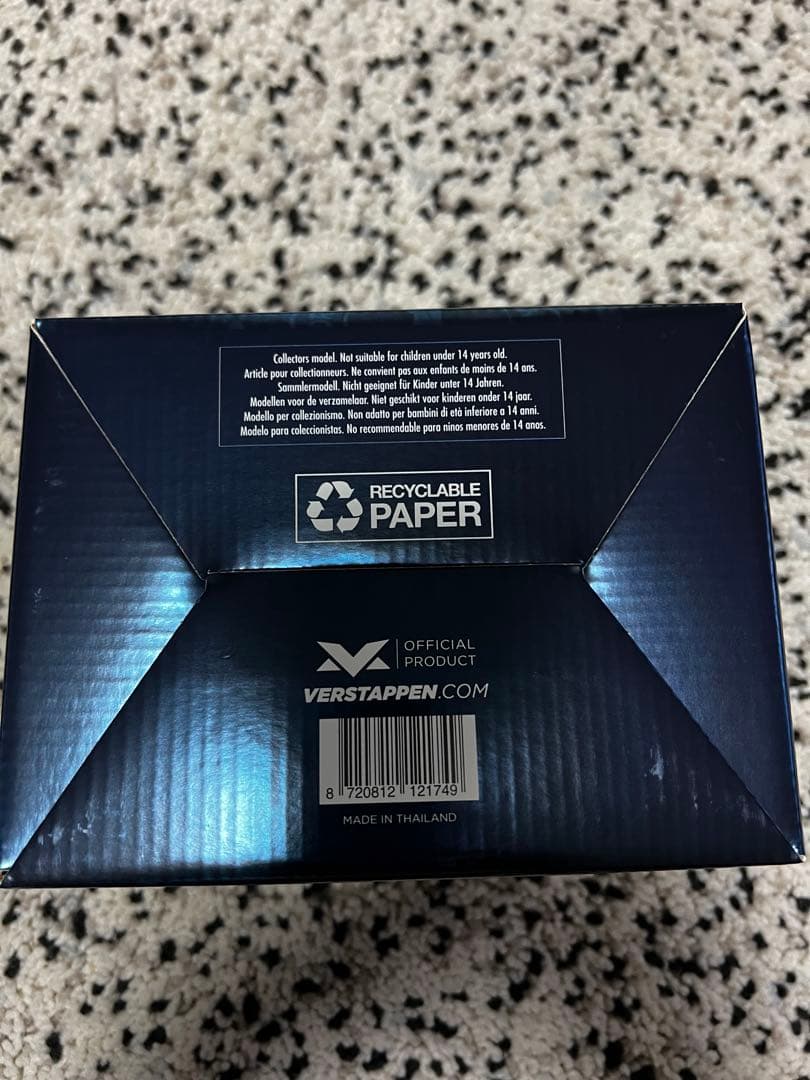 Collectors model. Not suitable for children under 14 years old.
Article pour collectionneurs. Ne convient pas aux enfants de moins de 14 ans.
Sammlermodell. Nicht geeignet für Kinder unter 14 Jahren.
Modellen voor de verzamelaar. Niet geschikt voor kinderen onder 14 jaar.
Modello per collezionismo. Non adatto per bambini di età inferiore a 14 anni.
Modelo para coleccionistas. No recommendable para ninos menores de 14 anos.
RECYCLABLE
PAPER
OFFICIAL
PRODUCT
VERSTAPPEN.COM
8 720812 121749
MADE IN THAILAND